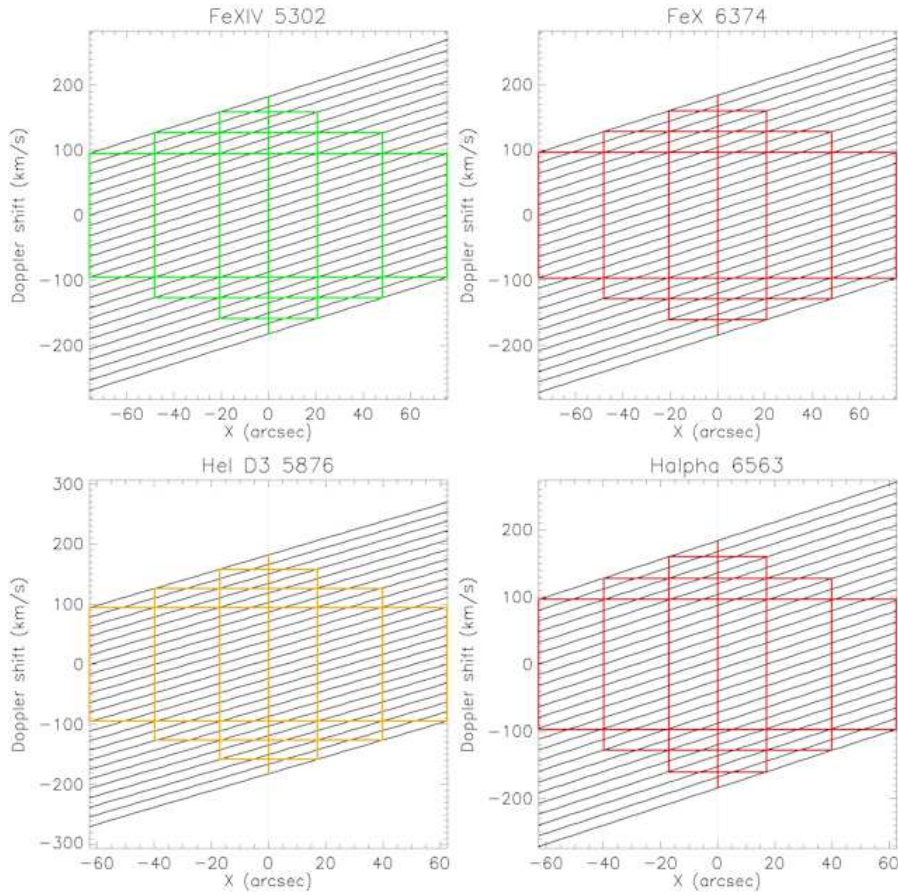 FeXIV 5302
Doppler shift (km/s)
200
100
0
-100
-200
-60 -40 -20 0 20 40 60
X (arcsec)
FeX 6374
Doppler shift (km/s)
200
100
0
-100
-200
-60 -40 -20 0 20 40 60
X (arcsec)
HeI D3 5876
Doppler shift (km/s)
300
200
100
0
-100
-200
-300
-60 -40 -20 0 20 40 60
X (arcsec)
Halpha 6563
Doppler shift (km/s)
200
100
0
-100
-200
-60 -40 -20 0 20 40 60
X (arcsec)